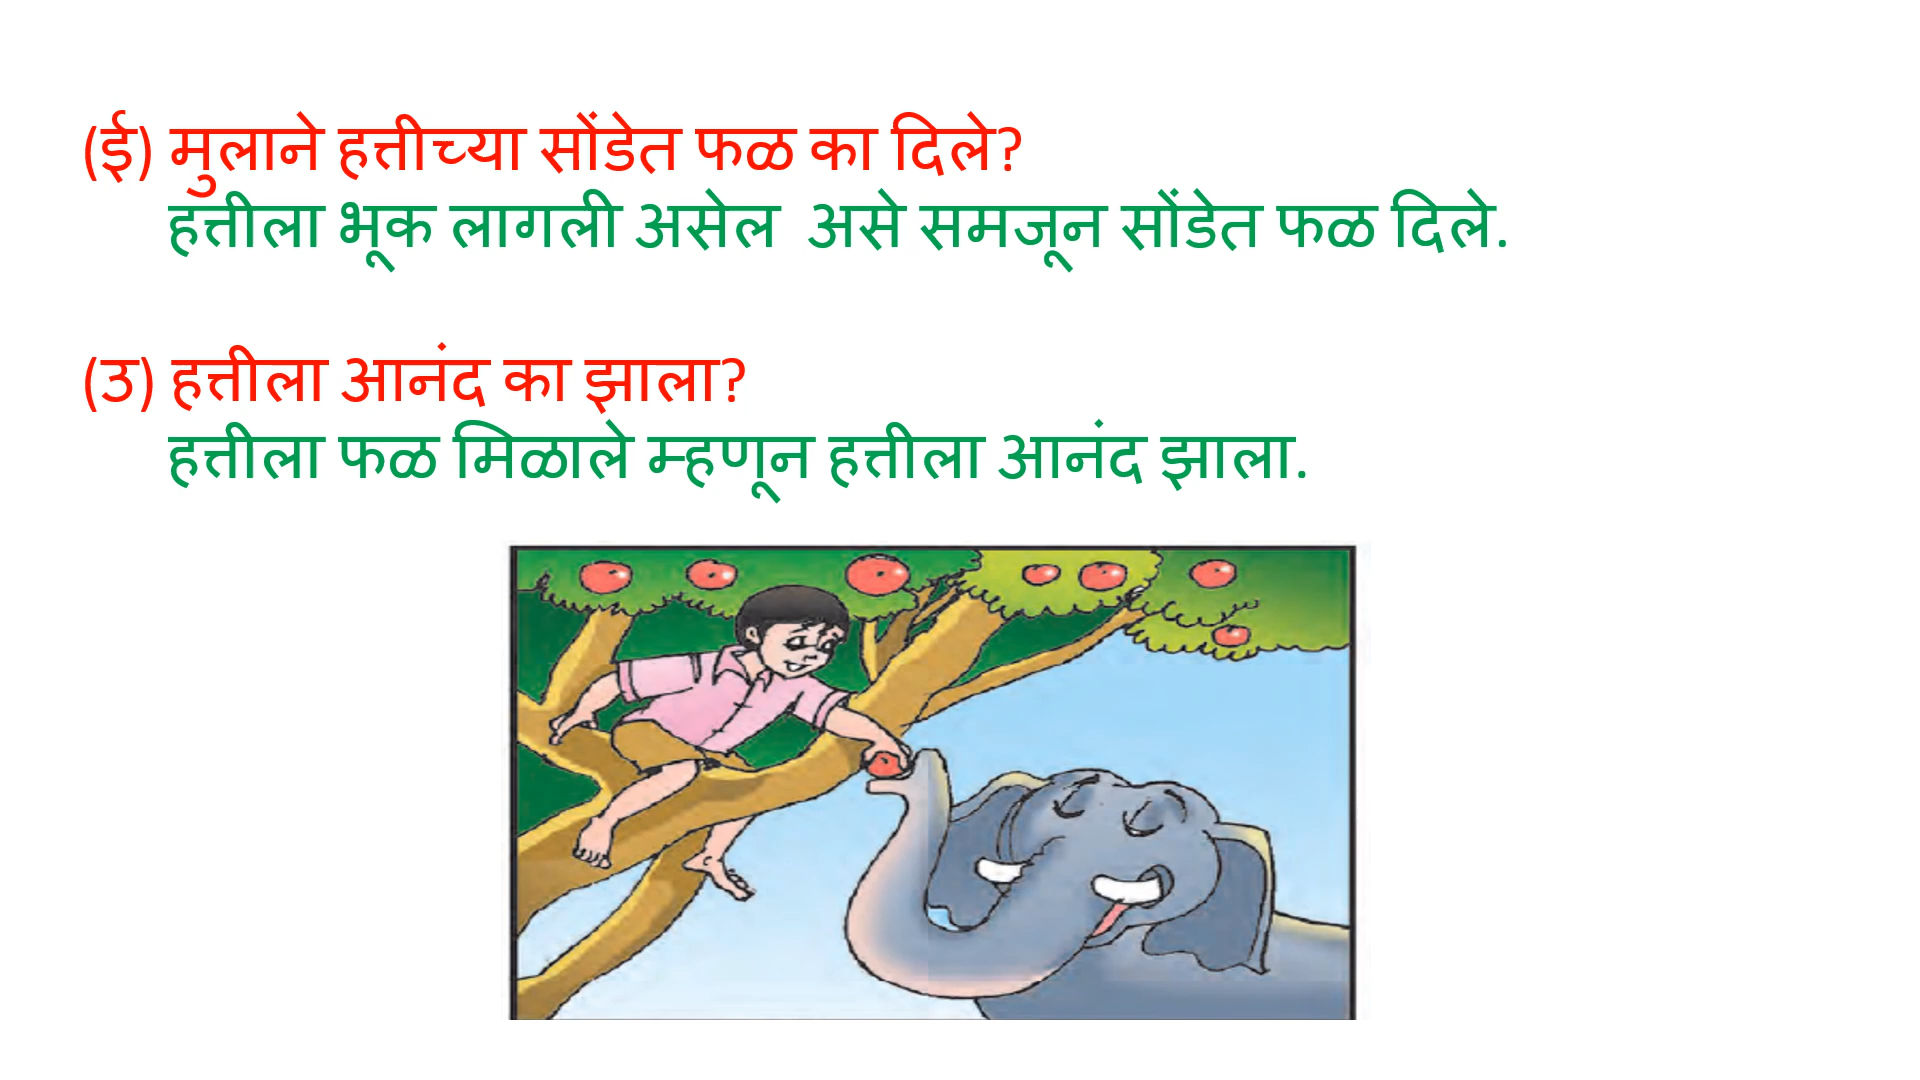 (ई) मुलाने हत्तीच्या सोंडेत फळ का दिले?
हत्तीला भूक लागली असेल असे समजून सोंडेत फळ दिले.
(उ) हत्तीला आनंद का झाला?
हत्तीला फळ मिळाले म्हणून हत्तीला आनंद झाला.